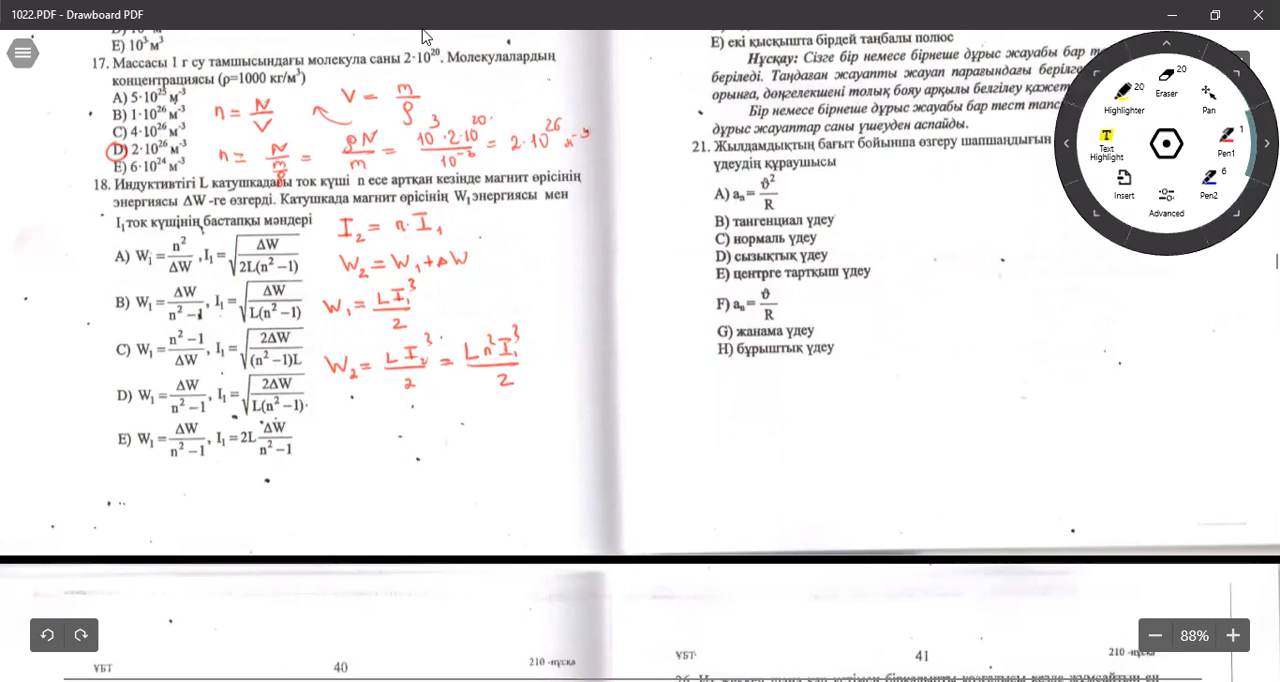 1022.PDF - Drawboard PDF
E) 10³м³
17. Массасы 1 г су тамшысындағы молекула саны 2·10²⁰. Молекулалардың
концентрациясы (ρ=1000 кг/м³)
A) 5·10²⁵ м⁻³
B) 1·10²⁶ м⁻³
C) 4·10²⁶ м⁻³
D) 2·10²⁶ м⁻³
E) 6·10²⁴ м⁻³
n = N/V
V = m/ρ
n = N/(m/ρ) = ρN/m = 10³·2·10²⁰/10⁻³ = 2·10²⁶ м⁻³
18. Индуктивтігі L катушкадағы ток күші n есе артқан кезінде магнит өрісінің
энергиясы ΔW -ге өзгерді. Катушкада магнит өрісінің W₁ энергиясы мен
I₁ ток күшінің бастапқы мәндері
A) W₁ = n²/ΔW, I₁ = √(ΔW/2L(n²−1))
B) W₁ = ΔW/n²−1, I₁ = √(ΔW/L(n²−1))
C) W₁ = n²−1/ΔW, I₁ = √(2ΔW/(n²−1)L)
D) W₁ = ΔW/n²−1, I₁ = √(2ΔW/L(n²−1))
E) W₁ = ΔW/n²−1, I₁ = 2L ΔW/n²−1
I₂ = n·I₁
W₂ = W₁+ΔW
W₁ = LI₁³/2
W₂ = LI₂³/2 = Ln²I₁³/2
ҰБТ
40
210 -нұсқа
E) екі қысқышта бірдей таңбалы полюс
Нұсқау: Сізге бір немесе бірнеше дұрыс жауабы бар
беріледі. Таңдаған жауапты жауап парағындағы
орынға, дөңгелекшені толық бояу арқылы белгілеу
Бір немесе бірнеше дұрыс жауабы бар тест
дұрыс жауаптар саны үшеуден аспайды.
21. Жылдамдықтың бағыт бойынша өзгеру шапшаңдығын
үдеудің құраушысы
A) aₙ = ϑ²/R
B) тангенциал үдеу
C) нормаль үдеу
D) сызықтық үдеу
E) центрге тартқыш үдеу
F) aₙ = ϑ/R
G) жанама үдеу
H) бұрыштық үдеу
ҰБТ
41
210 -нұсқа
20
Eraser
20
Highlighter
Pan
Text Highlight
1
Pen1
Insert
6
Pen2
Advanced
88%